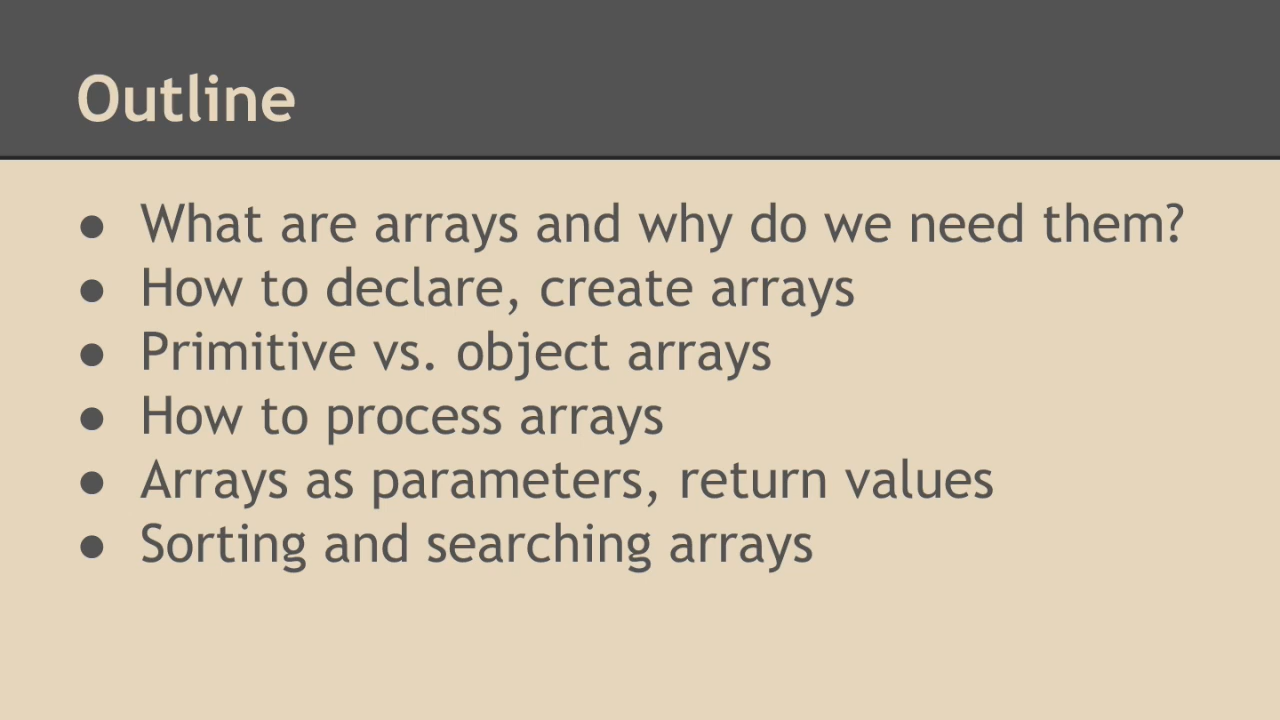 Outline
● What are arrays and why do we need them?
● How to declare, create arrays
● Primitive vs. object arrays
● How to process arrays
● Arrays as parameters, return values
● Sorting and searching arrays